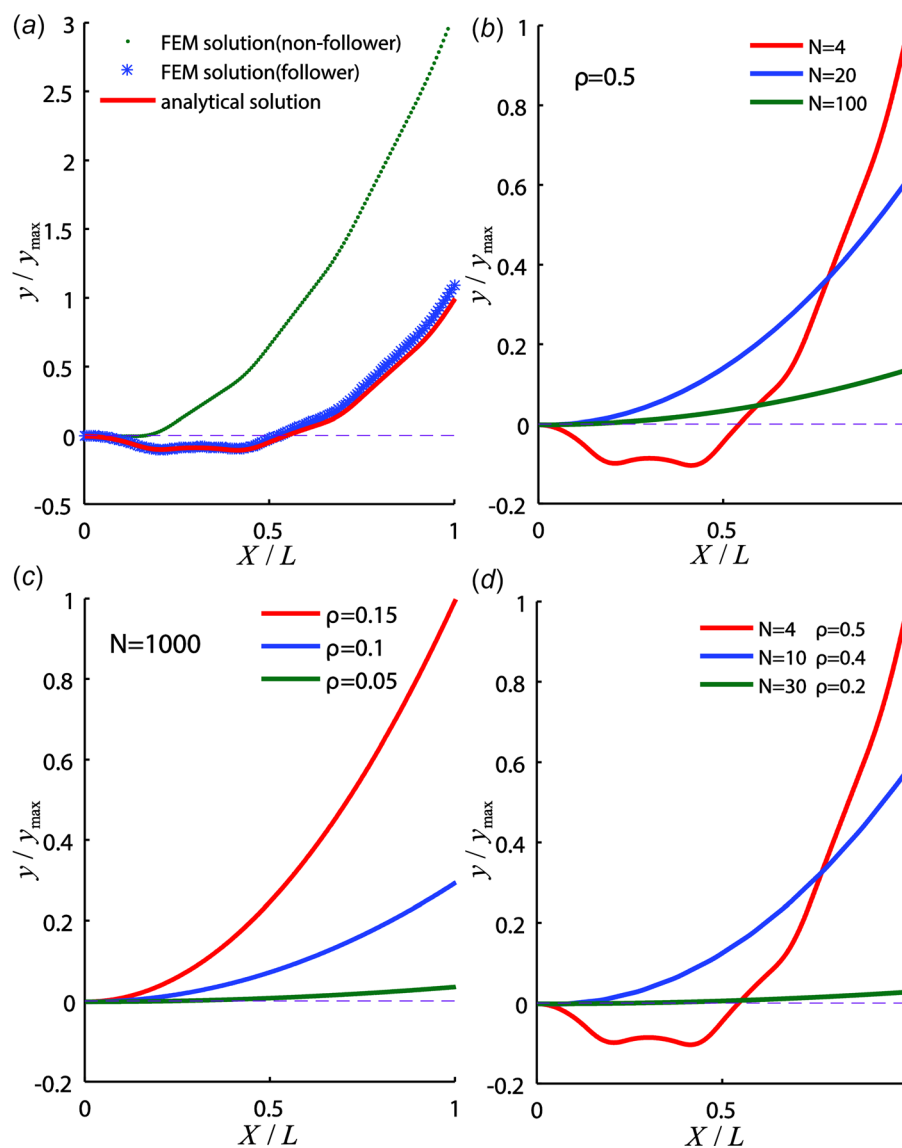 (a)
3
FEM solution(non-follower)
FEM solution(follower)
analytical solution
2.5
2
1.5
1
0.5
0
-0.5
y / ymax
0
0.5
1
X / L
(b)
1
N=4
N=20
N=100
ρ=0.5
0.8
0.6
0.4
0.2
0
-0.2
y / ymax
0
0.5
X / L
(c)
1
N=1000
ρ=0.15
ρ=0.1
ρ=0.05
0.8
0.6
0.4
0.2
0
-0.2
y / ymax
0
0.5
1
X / L
(d)
1
N=4 ρ=0.5
N=10 ρ=0.4
N=30 ρ=0.2
0.8
0.6
0.4
0.2
0
-0.2
y / ymax
0
0.5
X / L